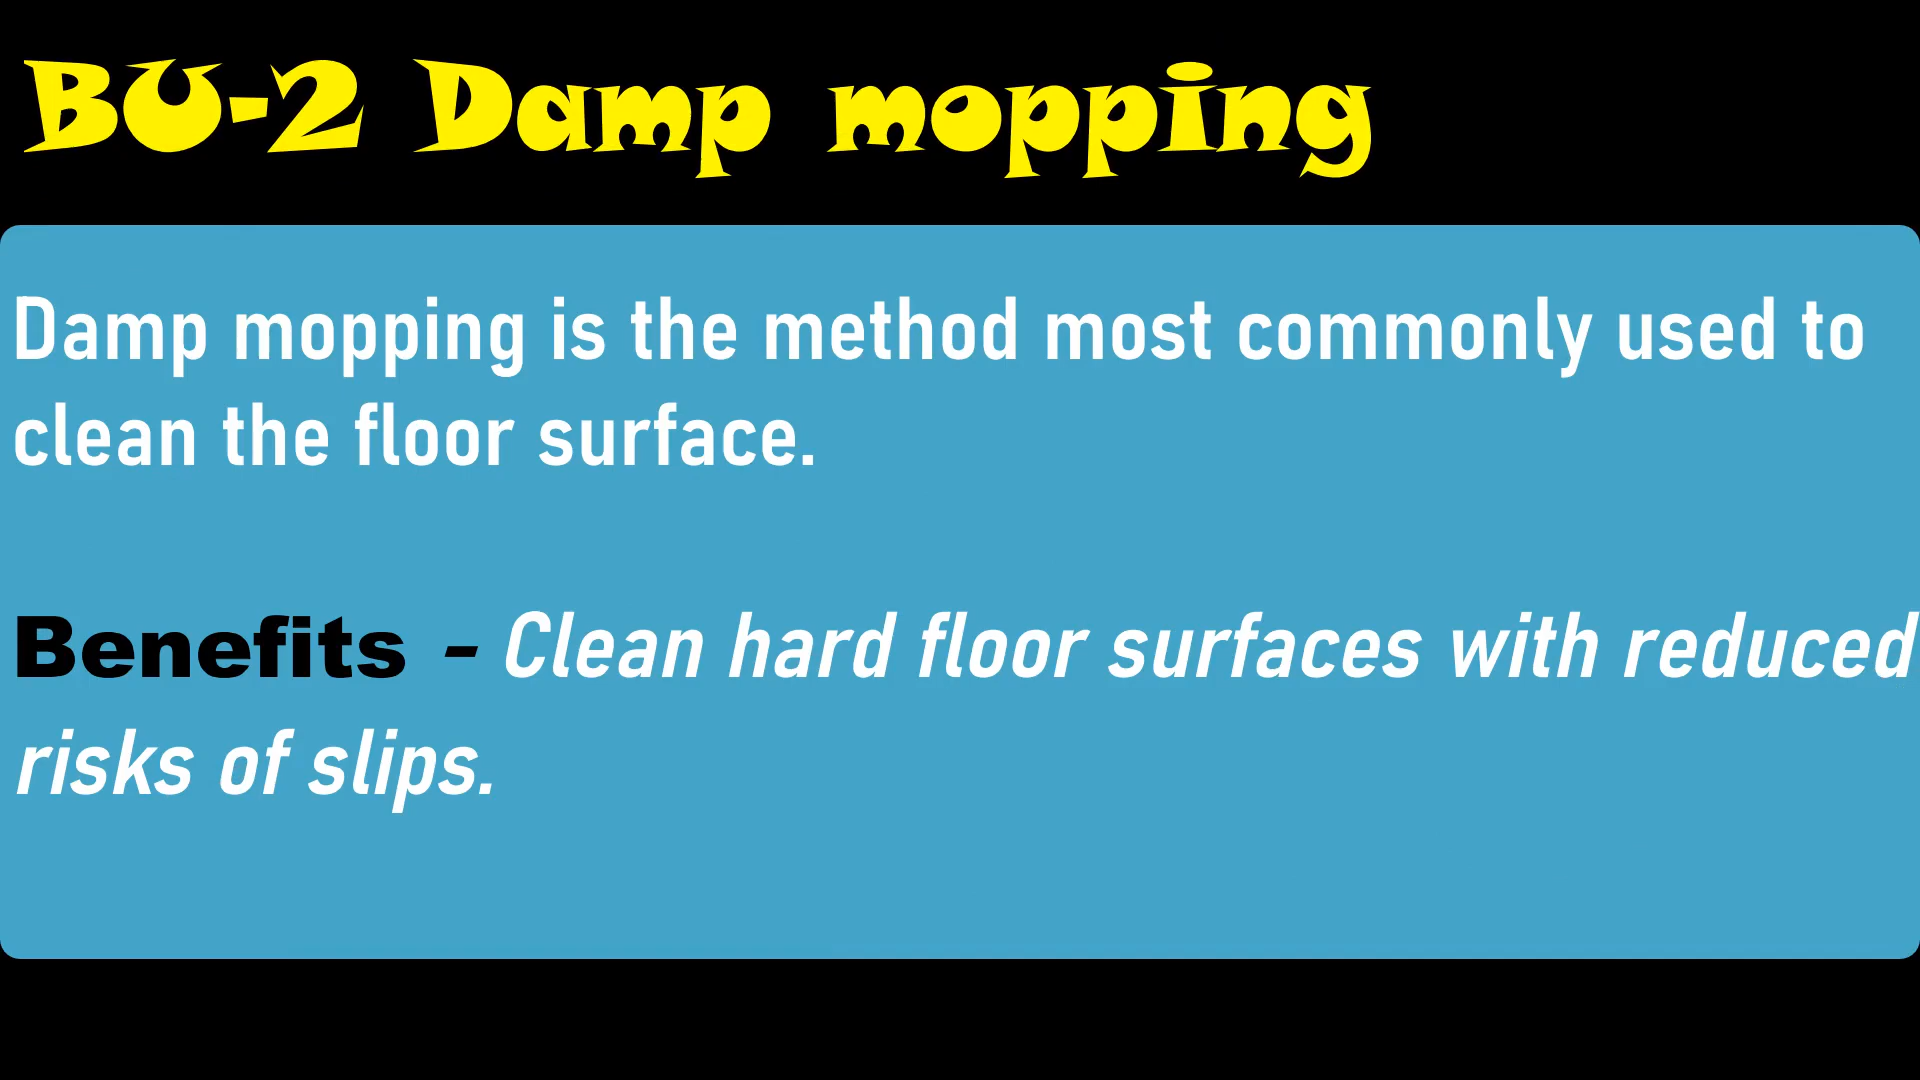 BU-2 Damp mopping
Damp mopping is the method most commonly used to
clean the floor surface.
Benefits - Clean hard floor surfaces with reduced
risks of slips.